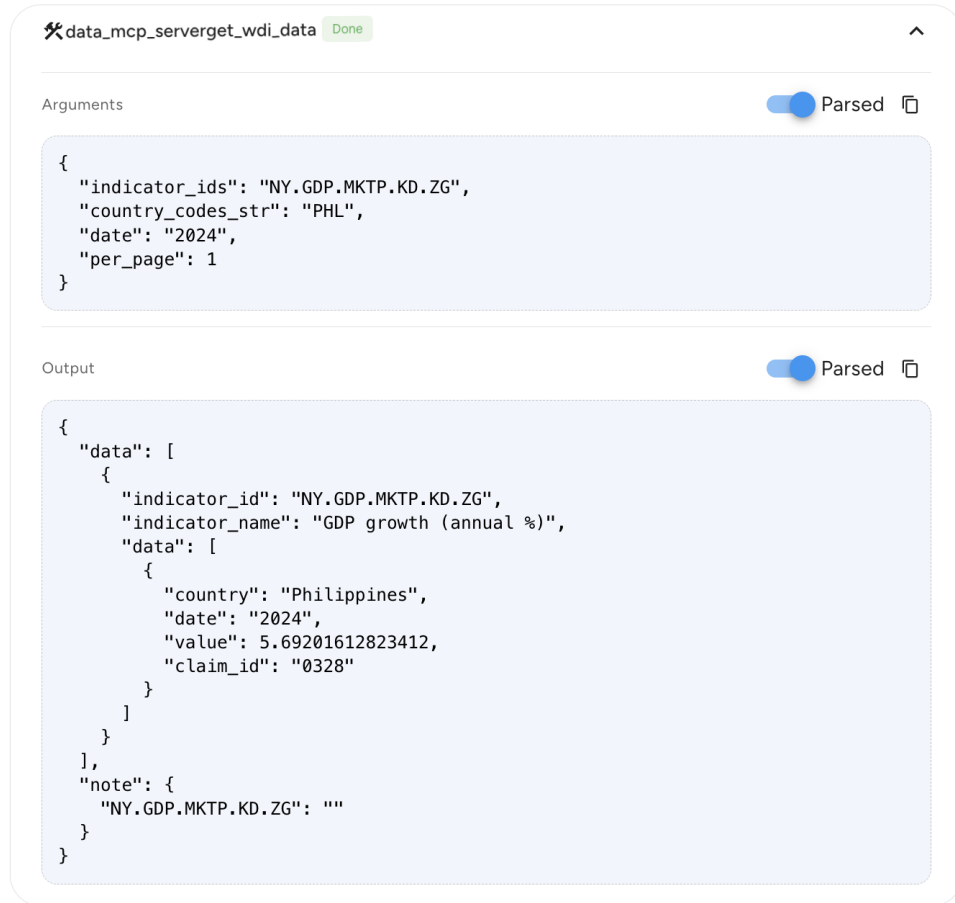 data_mcp_serverget_wdi_data Done
Arguments
Parsed
{
  "indicator_ids": "NY.GDP.MKTP.KD.ZG",
  "country_codes_str": "PHL",
  "date": "2024",
  "per_page": 1
}
Output
Parsed
{
  "data": [
    {
      "indicator_id": "NY.GDP.MKTP.KD.ZG",
      "indicator_name": "GDP growth (annual %)",
      "data": [
        {
          "country": "Philippines",
          "date": "2024",
          "value": 5.69201612823412,
          "claim_id": "0328"
        }
      ]
    }
  ],
  "note": {
    "NY.GDP.MKTP.KD.ZG": ""
  }
}